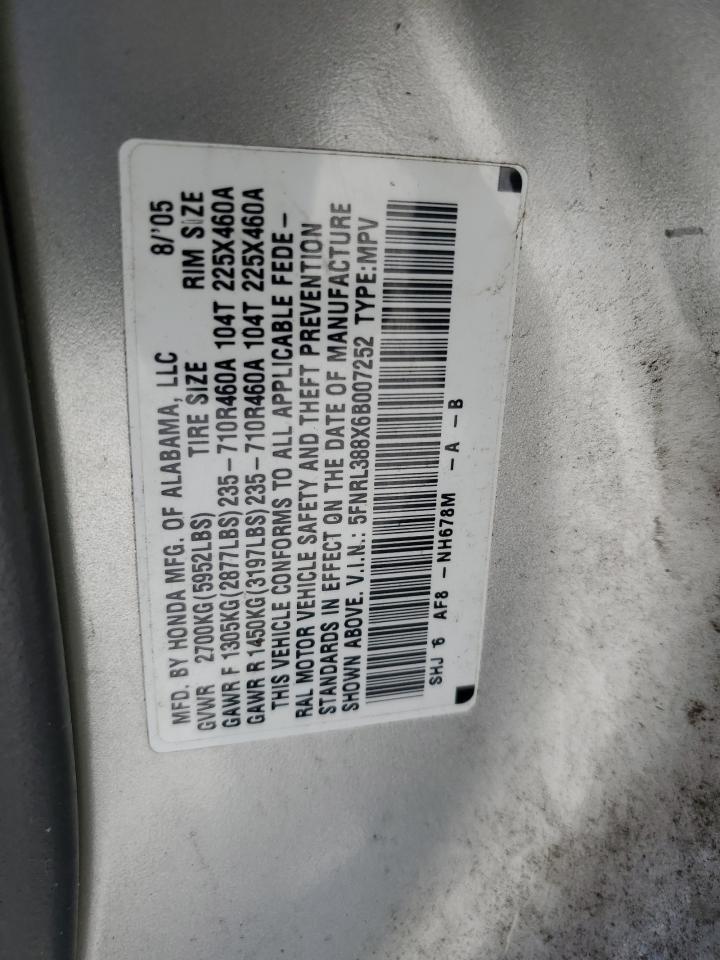 MFD. BY HONDA MFG. OF ALABAMA, LLC 8/'05
GVWR 2700KG(5952LBS) TIRE SIZE RIM SIZE
GAWR F 1305KG(2877LBS)235-710R460A 104T 225X460A
GAWR R 1450KG(3197LBS)235-710R460A 104T 225X460A
THIS VEHICLE CONFORMS TO ALL APPLICABLE FEDE-
RAL MOTOR VEHICLE SAFETY AND THEFT PREVENTION
STANDARDS IN EFFECT ON THE DATE OF MANUFACTURE
SHOWN ABOVE. V.I.N.: 5FNRL388X6B007252 TYPE:MPV
SHJ 6 AF8 - NH678M - A - B